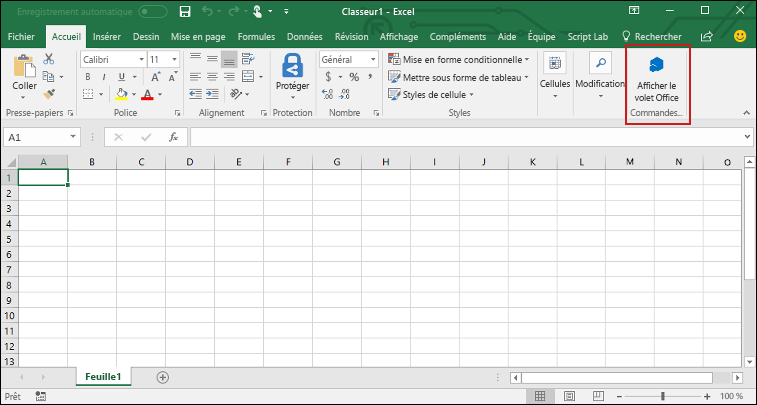 Enregistrement automatique
Classeur1 - Excel
Fichier Accueil Insérer Dessin Mise en page Formules Données Révision Affichage Compléments Aide Équipe Script Lab Rechercher
Coller
Presse-papiers
Calibri 11
G I S
A A
A
Police
Alignement
Protéger
Protection
Général
$ % ,
Nombre
Mise en forme conditionnelle
Mettre sous forme de tableau
Styles de cellule
Styles
Cellules
Modification
Afficher le
volet Office
Commandes...
A1
fx
A B C D E F G H I J K L M N O
1
2
3
4
5
6
7
8
9
10
11
12
13
Feuille1
Prêt
100 %